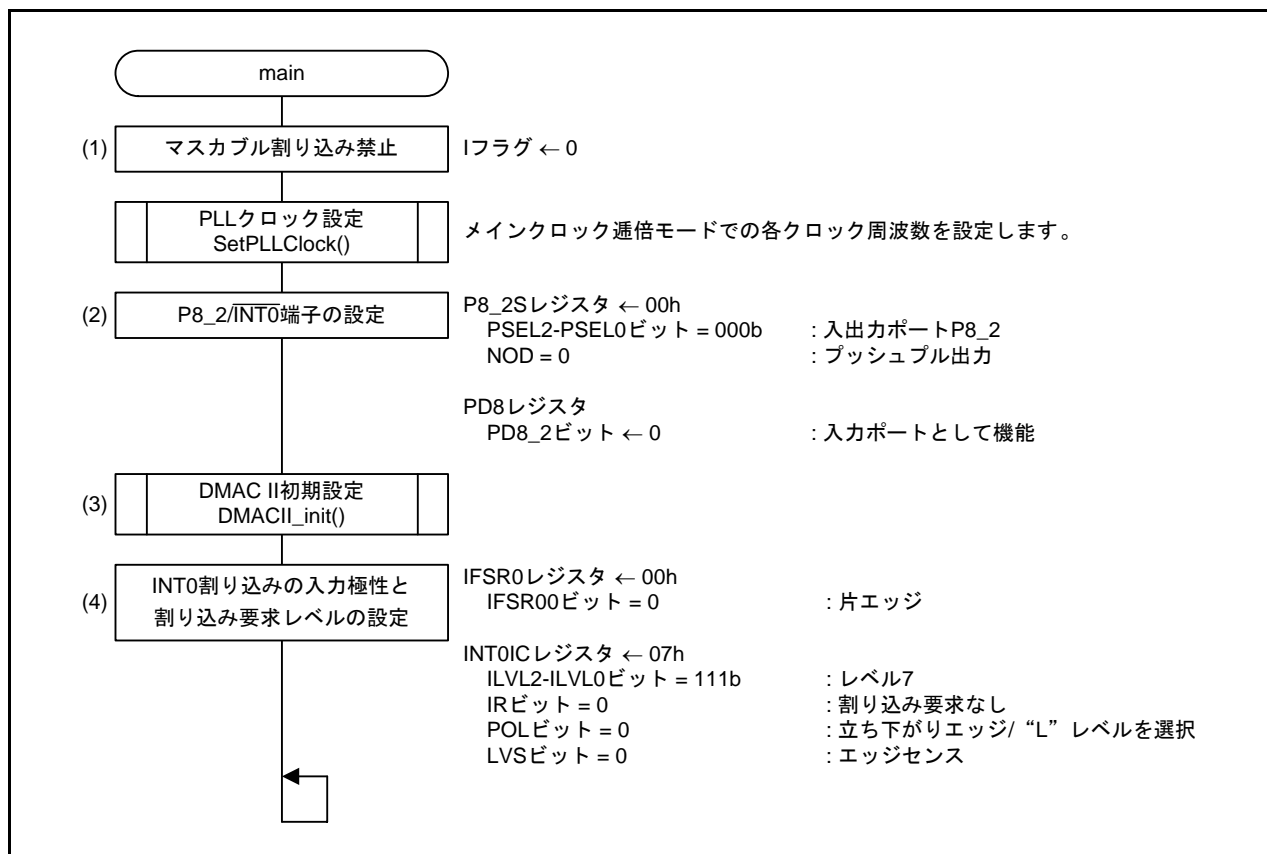 main
(1) マスカブル割り込み禁止 Iフラグ ← 0
PLLクロック設定
SetPLLClock()
メインクロック逓倍モードでの各クロック周波数を設定します。
(2) P8_2/INT0端子の設定
P8_2Sレジスタ ← 00h
PSEL2-PSEL0ビット = 000b : 入出力ポートP8_2
NOD = 0 : プッシュプル出力
PD8レジスタ
PD8_2ビット ← 0 : 入力ポートとして機能
(3) DMAC II初期設定
DMACII_init()
(4) INT0割り込みの入力極性と
割り込み要求レベルの設定
IFSR0レジスタ ← 00h
IFSR00ビット = 0 : 片エッジ
INT0ICレジスタ ← 07h
ILVL2-ILVL0ビット = 111b : レベル7
IRビット = 0 : 割り込み要求なし
POLビット = 0 : 立ち下がりエッジ/ “L” レベルを選択
LVSビット = 0 : エッジセンス